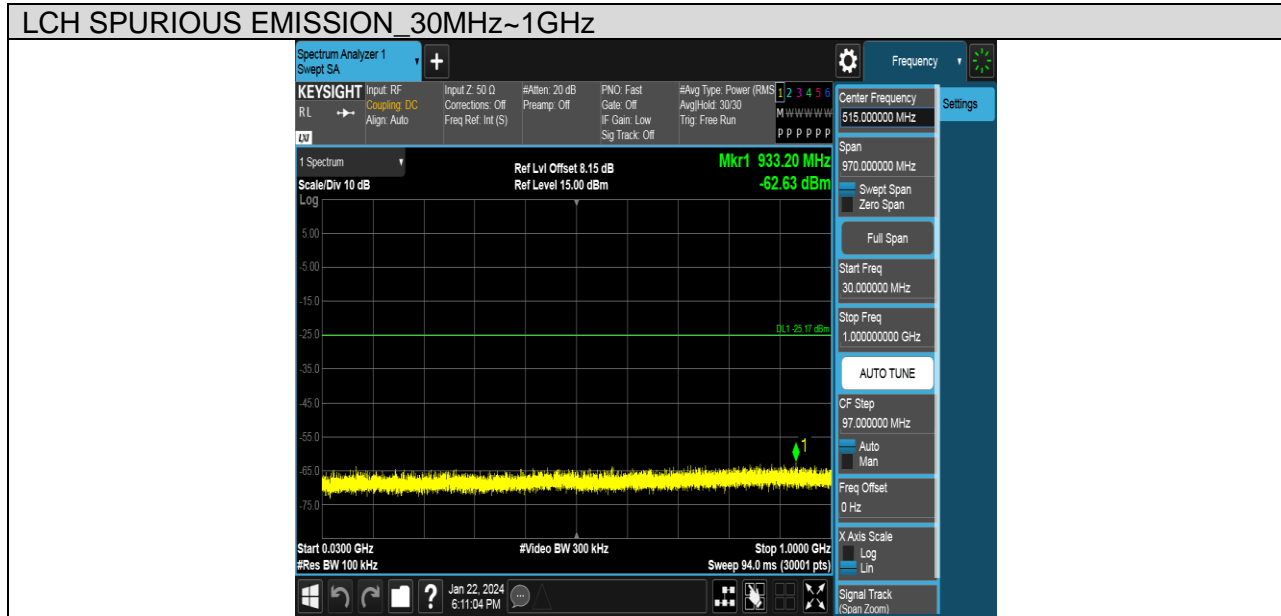 LCH SPURIOUS EMISSION_30MHz~1GHz
Spectrum Analyzer 1
Swept SA
+
Frequency
KEYSIGHT
RL
LXI
Input: RF
Coupling: DC
Align: Auto
Input Z: 50 Ω
Corrections: Off
Freq Ref: Int (S)
#Atten: 20 dB
Preamp: Off
PNO: Fast
Gate: Off
IF Gain: Low
Sig Track: Off
#Avg Type: Power (RMS
Avg|Hold: 30/30
Trig: Free Run
1 2 3 4 5 6
M W W W W W
P P P P P P
Center Frequency
515.000000 MHz
Settings
1 Spectrum
Scale/Div 10 dB
Ref Lvl Offset 8.15 dB
Ref Level 15.00 dBm
Mkr1 933.20 MHz
-62.63 dBm
Log
5.00
-5.00
-15.0
-25.0
DL1 -25.17 dBm
-35.0
-45.0
-55.0
1
-65.0
-75.0
Start 0.0300 GHz
#Video BW 300 kHz
Stop 1.0000 GHz
#Res BW 100 kHz
Sweep 94.0 ms (30001 pts)
Span
970.000000 MHz
Swept Span
Zero Span
Full Span
Start Freq
30.000000 MHz
Stop Freq
1.000000000 GHz
AUTO TUNE
CF Step
97.000000 MHz
Auto
Man
Freq Offset
0 Hz
X Axis Scale
Log
Lin
Signal Track
(Span Zoom)
?
Jan 22, 2024
6:11:04 PM